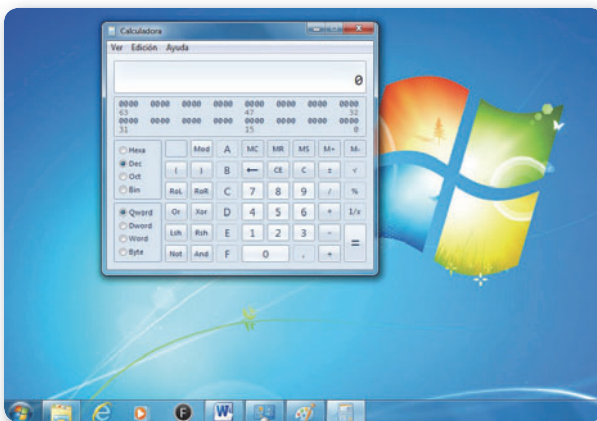 Calculadora
Ver Edición Ayuda
0
0000 0000 0000 0000 0000 0000 0000 0000
63 47 32
0000 0000 0000 0000 0000 0000 0000 0000
31 15 0
Hexa Mod A MC MR MS M+ M-
Dec ( ) B ← CE C ± √
Oct
Bin RoL RoR C 7 8 9 / %
Qword Or Xor D 4 5 6 * 1/x
Dword
Word Lsh Rsh E 1 2 3 - =
Byte Not And F 0 , +
F W